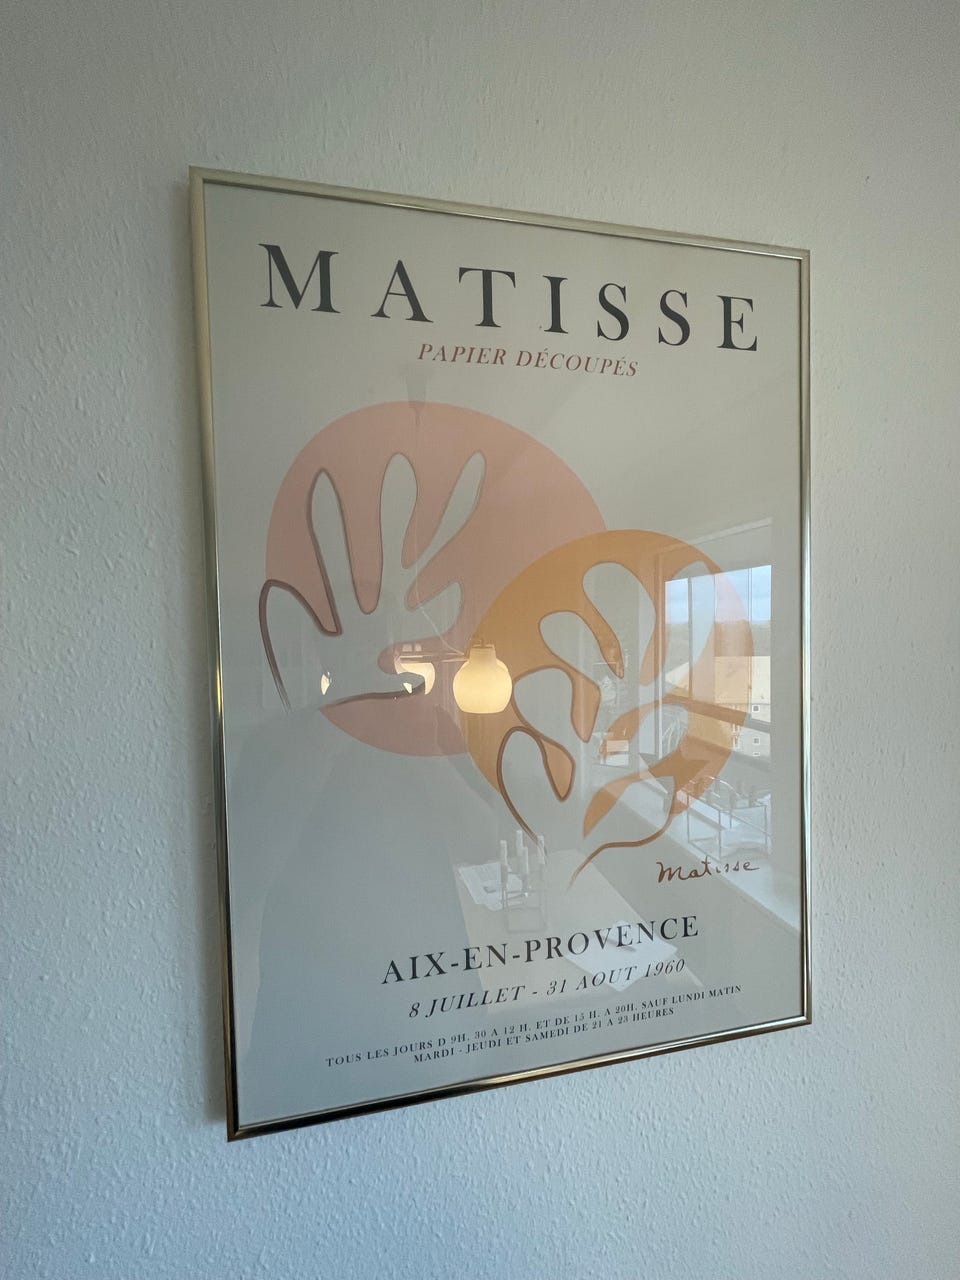 MATISSE
PAPIER DÉCOUPÉS
Matisse
AIX-EN-PROVENCE
8 JUILLET - 31 AOUT 1960
TOUS LES JOURS D 9H. 30 A 12 H. ET DE 15 H. A 20H. SAUF LUNDI MATIN
MARDI - JEUDI ET SAMEDI DE 21 A 23 HEURES